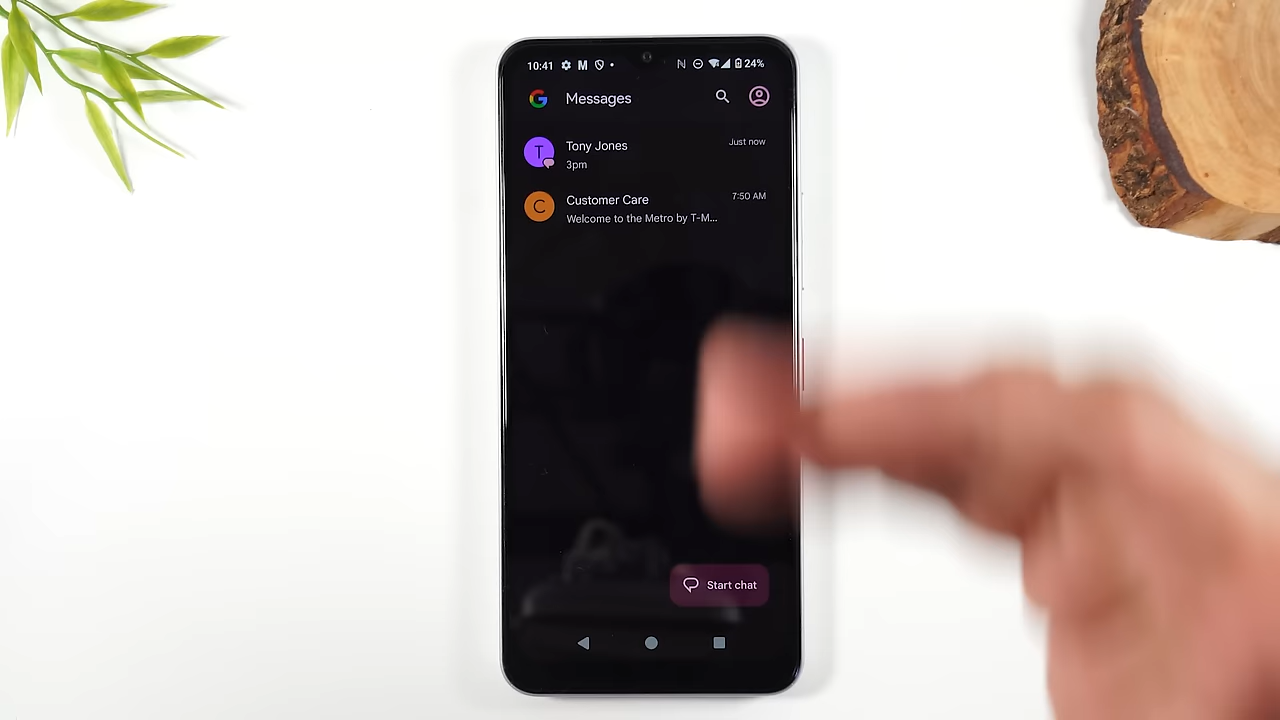 10:41 24%
Messages
Tony Jones Just now
3pm
Customer Care 7:50 AM
Welcome to the Metro by T-M...
Start chat